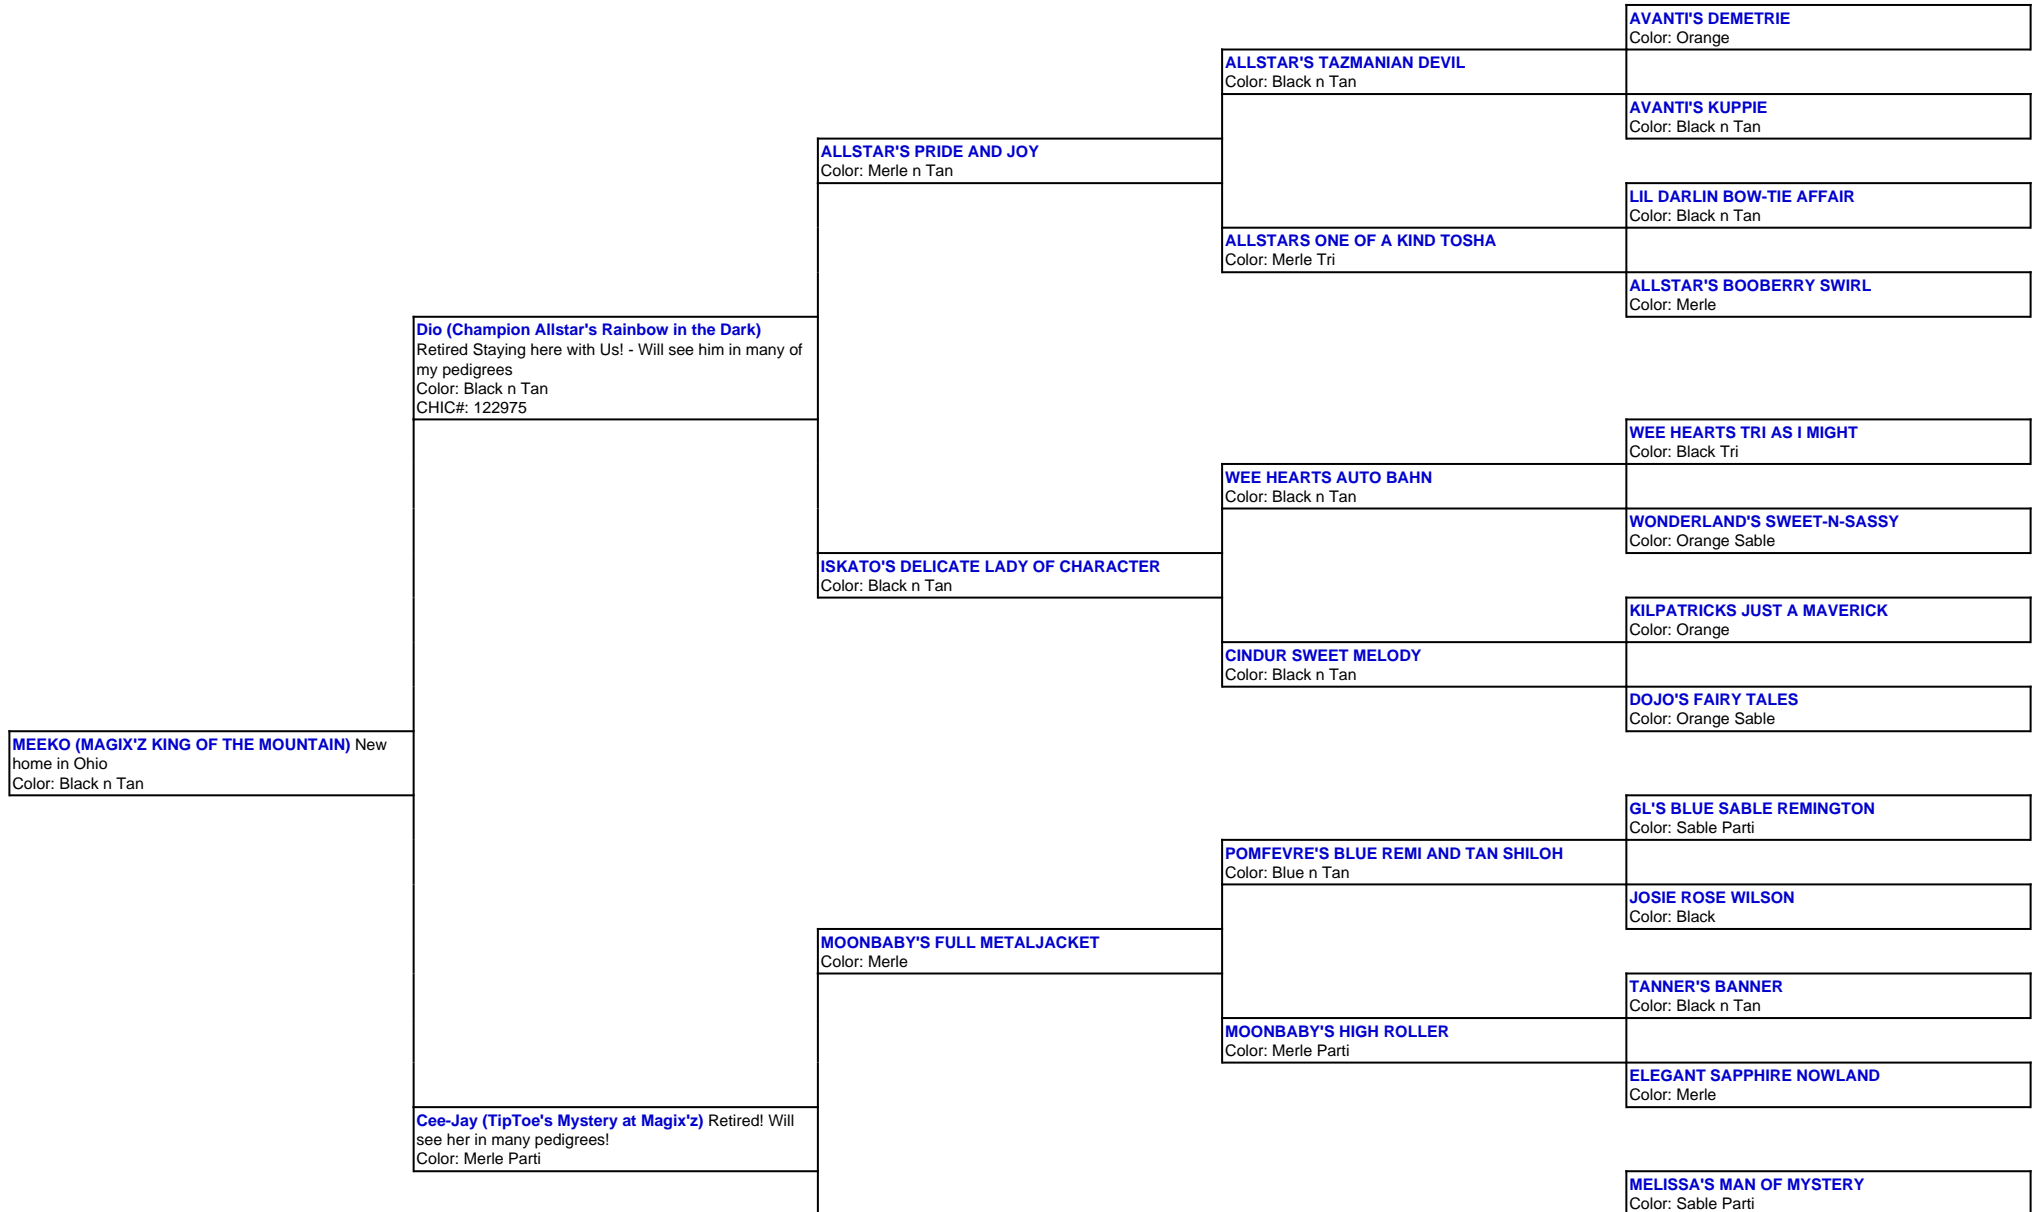 AVANTI'S DEMETRIE
Color: Orange
ALLSTAR'S TAZMANIAN DEVIL
Color: Black n Tan
AVANTI'S KUPPIE
Color: Black n Tan
ALLSTAR'S PRIDE AND JOY
Color: Merle n Tan
LIL DARLIN BOW-TIE AFFAIR
Color: Black n Tan
ALLSTARS ONE OF A KIND TOSHA
Color: Merle Tri
ALLSTAR'S BOOBERRY SWIRL
Color: Merle
Dio (Champion Allstar's Rainbow in the Dark)
Retired Staying here with Us! - Will see him in many of
my pedigrees
Color: Black n Tan
CHIC#: 122975
WEE HEARTS TRI AS I MIGHT
Color: Black Tri
WEE HEARTS AUTO BAHN
Color: Black n Tan
WONDERLAND'S SWEET-N-SASSY
Color: Orange Sable
ISKATO'S DELICATE LADY OF CHARACTER
Color: Black n Tan
KILPATRICKS JUST A MAVERICK
Color: Orange
CINDUR SWEET MELODY
Color: Black n Tan
DOJO'S FAIRY TALES
Color: Orange Sable
MEEKO (MAGIX'Z KING OF THE MOUNTAIN) New
home in Ohio
Color: Black n Tan
GL'S BLUE SABLE REMINGTON
Color: Sable Parti
POMFEVRE'S BLUE REMI AND TAN SHILOH
Color: Blue n Tan
JOSIE ROSE WILSON
Color: Black
MOONBABY'S FULL METALJACKET
Color: Merle
TANNER'S BANNER
Color: Black n Tan
MOONBABY'S HIGH ROLLER
Color: Merle Parti
ELEGANT SAPPHIRE NOWLAND
Color: Merle
Cee-Jay (TipToe's Mystery at Magix'z) Retired! Will
see her in many pedigrees!
Color: Merle Parti
MELISSA'S MAN OF MYSTERY
Color: Sable Parti